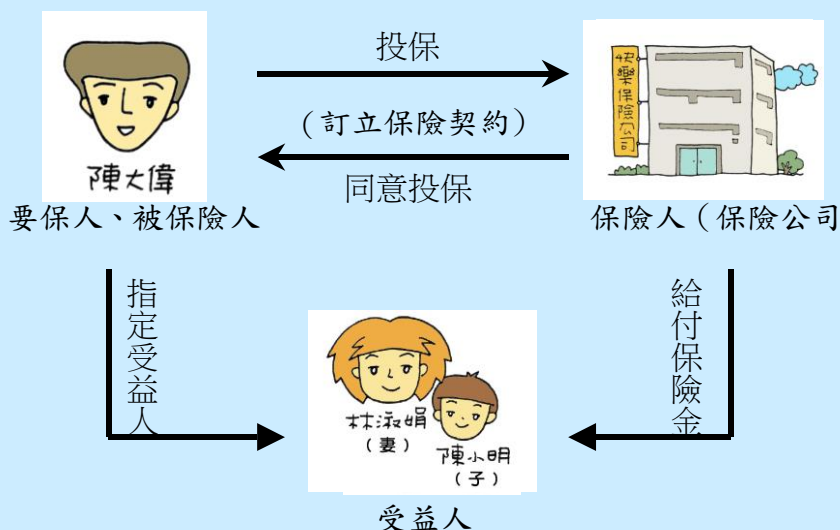 投保
快樂保險公司
(訂立保險契約)
陳大偉
同意投保
要保人、被保險人
保險人(保險公司
指定受益人
給付保險金
林淑娟
(妻)
陳小明
(子)
受益人